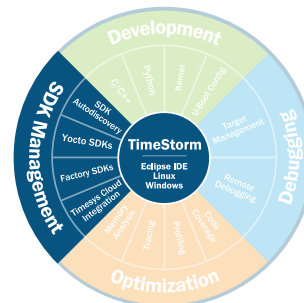 Development
C/C++
Python
Kernel
U Boot Config.
Debugging
Target
Management
Remote
Debugging
Optimization
Code
Coverage
Profiling
Tracing
Memory
Analysis
SDK Management
SDK
Autodiscovery
Yocto SDKs
Factory SDKs
Timesys Cloud
Integration
TimeStorm
Eclipse IDE
Linux
Windows